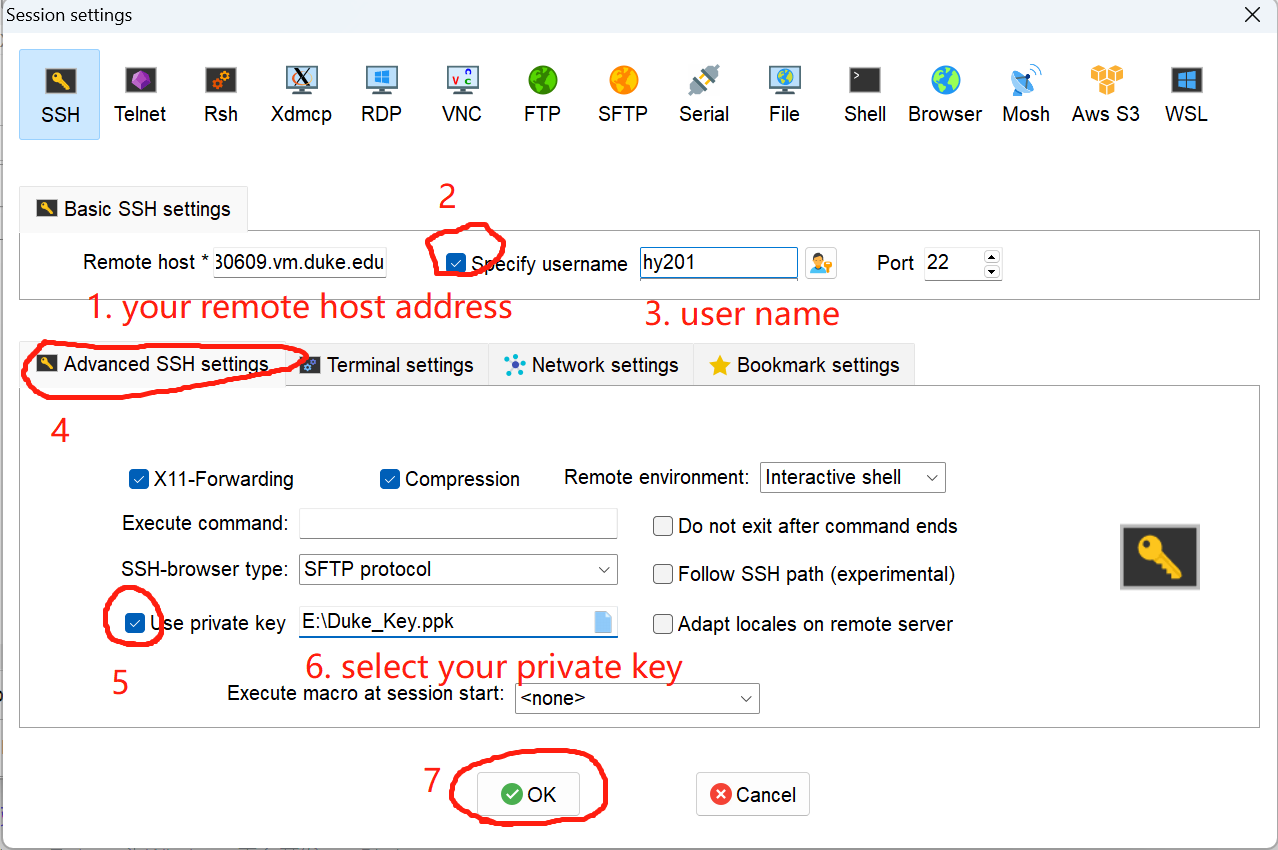 Session settings
SSH Telnet Rsh Xdmcp RDP VNC FTP SFTP Serial File Shell Browser Mosh Aws S3 WSL
2
Basic SSH settings
Remote host * 30609.vm.duke.edu Specify username hy201 Port 22
1. your remote host address 3. user name
Advanced SSH settings Terminal settings Network settings Bookmark settings
4
X11-Forwarding Compression Remote environment: Interactive shell
Execute command: Do not exit after command ends
SSH-browser type: SFTP protocol Follow SSH path (experimental)
Use private key E:\Duke_Key.ppk Adapt locales on remote server
5 6. select your private key
Execute macro at session start: <none>
7 OK Cancel